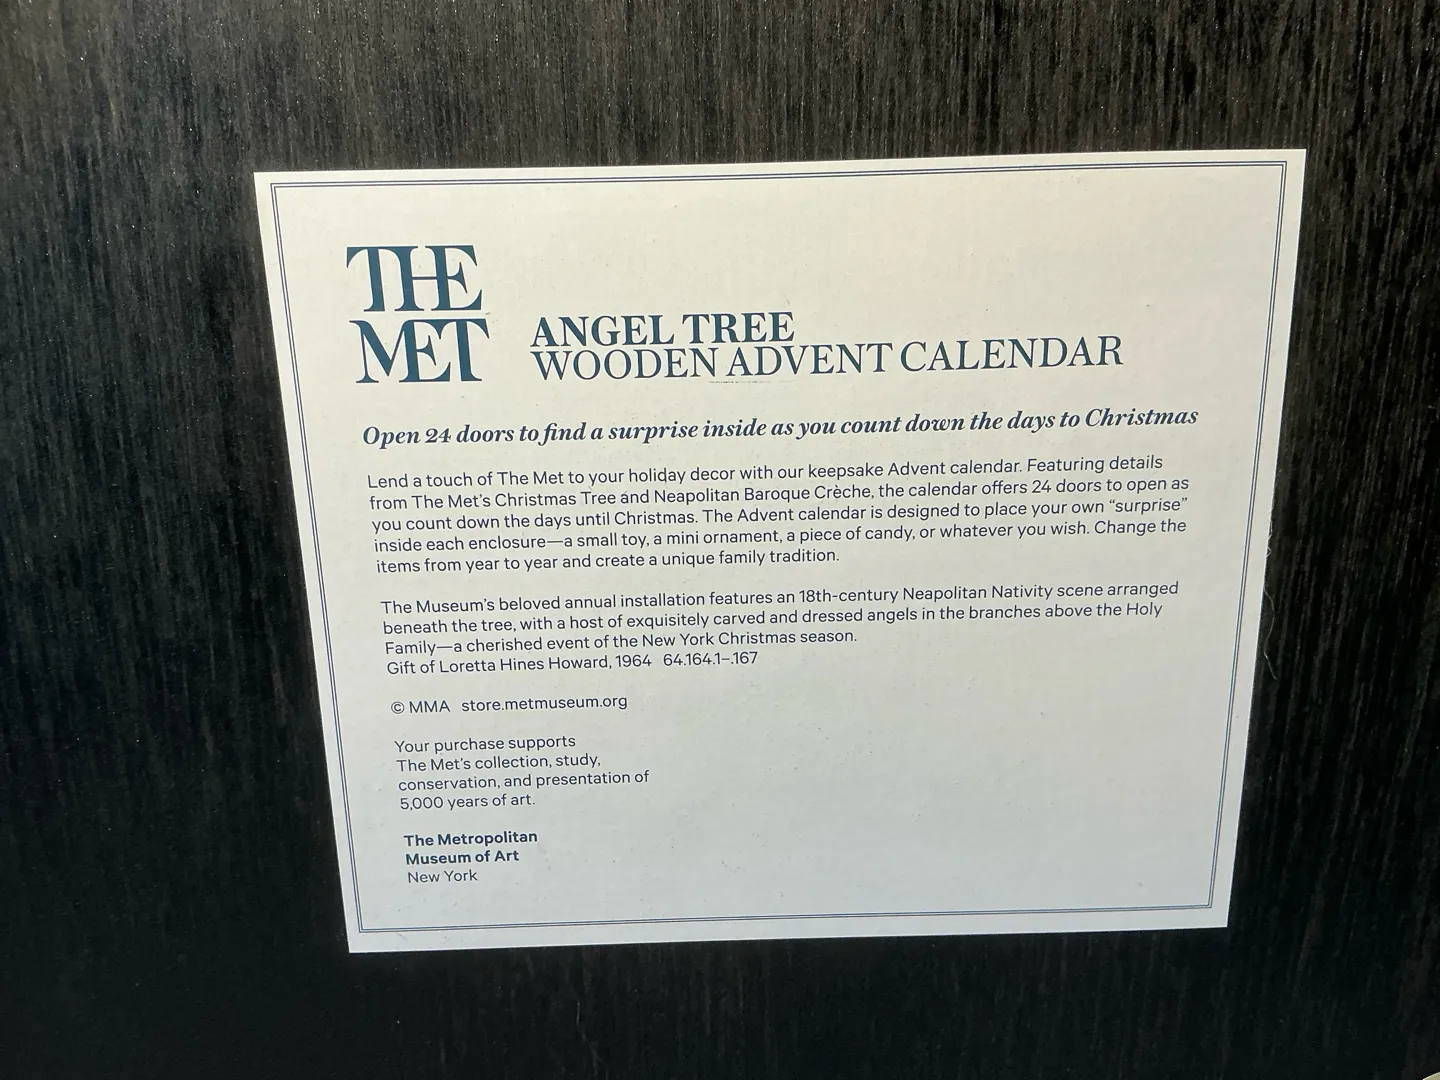 THE
MET
ANGEL TREE
WOODEN ADVENT CALENDAR
Open 24 doors to find a surprise inside as you count down the days to Christmas
Lend a touch of The Met to your holiday decor with our keepsake Advent calendar. Featuring details
from The Met's Christmas Tree and Neapolitan Baroque Crèche, the calendar offers 24 doors to open as
you count down the days until Christmas. The Advent calendar is designed to place your own “surprise”
inside each enclosure—a small toy, a mini ornament, a piece of candy, or whatever you wish. Change the
items from year to year and create a unique family tradition.
The Museum's beloved annual installation features an 18th-century Neapolitan Nativity scene arranged
beneath the tree, with a host of exquisitely carved and dressed angels in the branches above the Holy
Family—a cherished event of the New York Christmas season.
Gift of Loretta Hines Howard, 1964 64.164.1–.167
© MMA store.metmuseum.org
Your purchase supports
The Met's collection, study,
conservation, and presentation of
5,000 years of art.
The Metropolitan
Museum of Art
New York